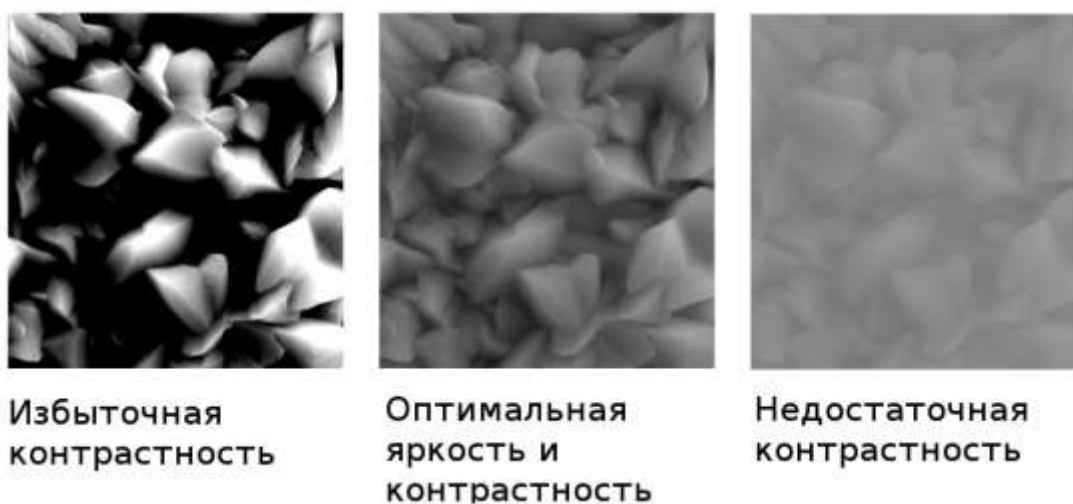 Избыточная
контрастность
Оптимальная
яркость и
контрастность
Недостаточная
контрастность